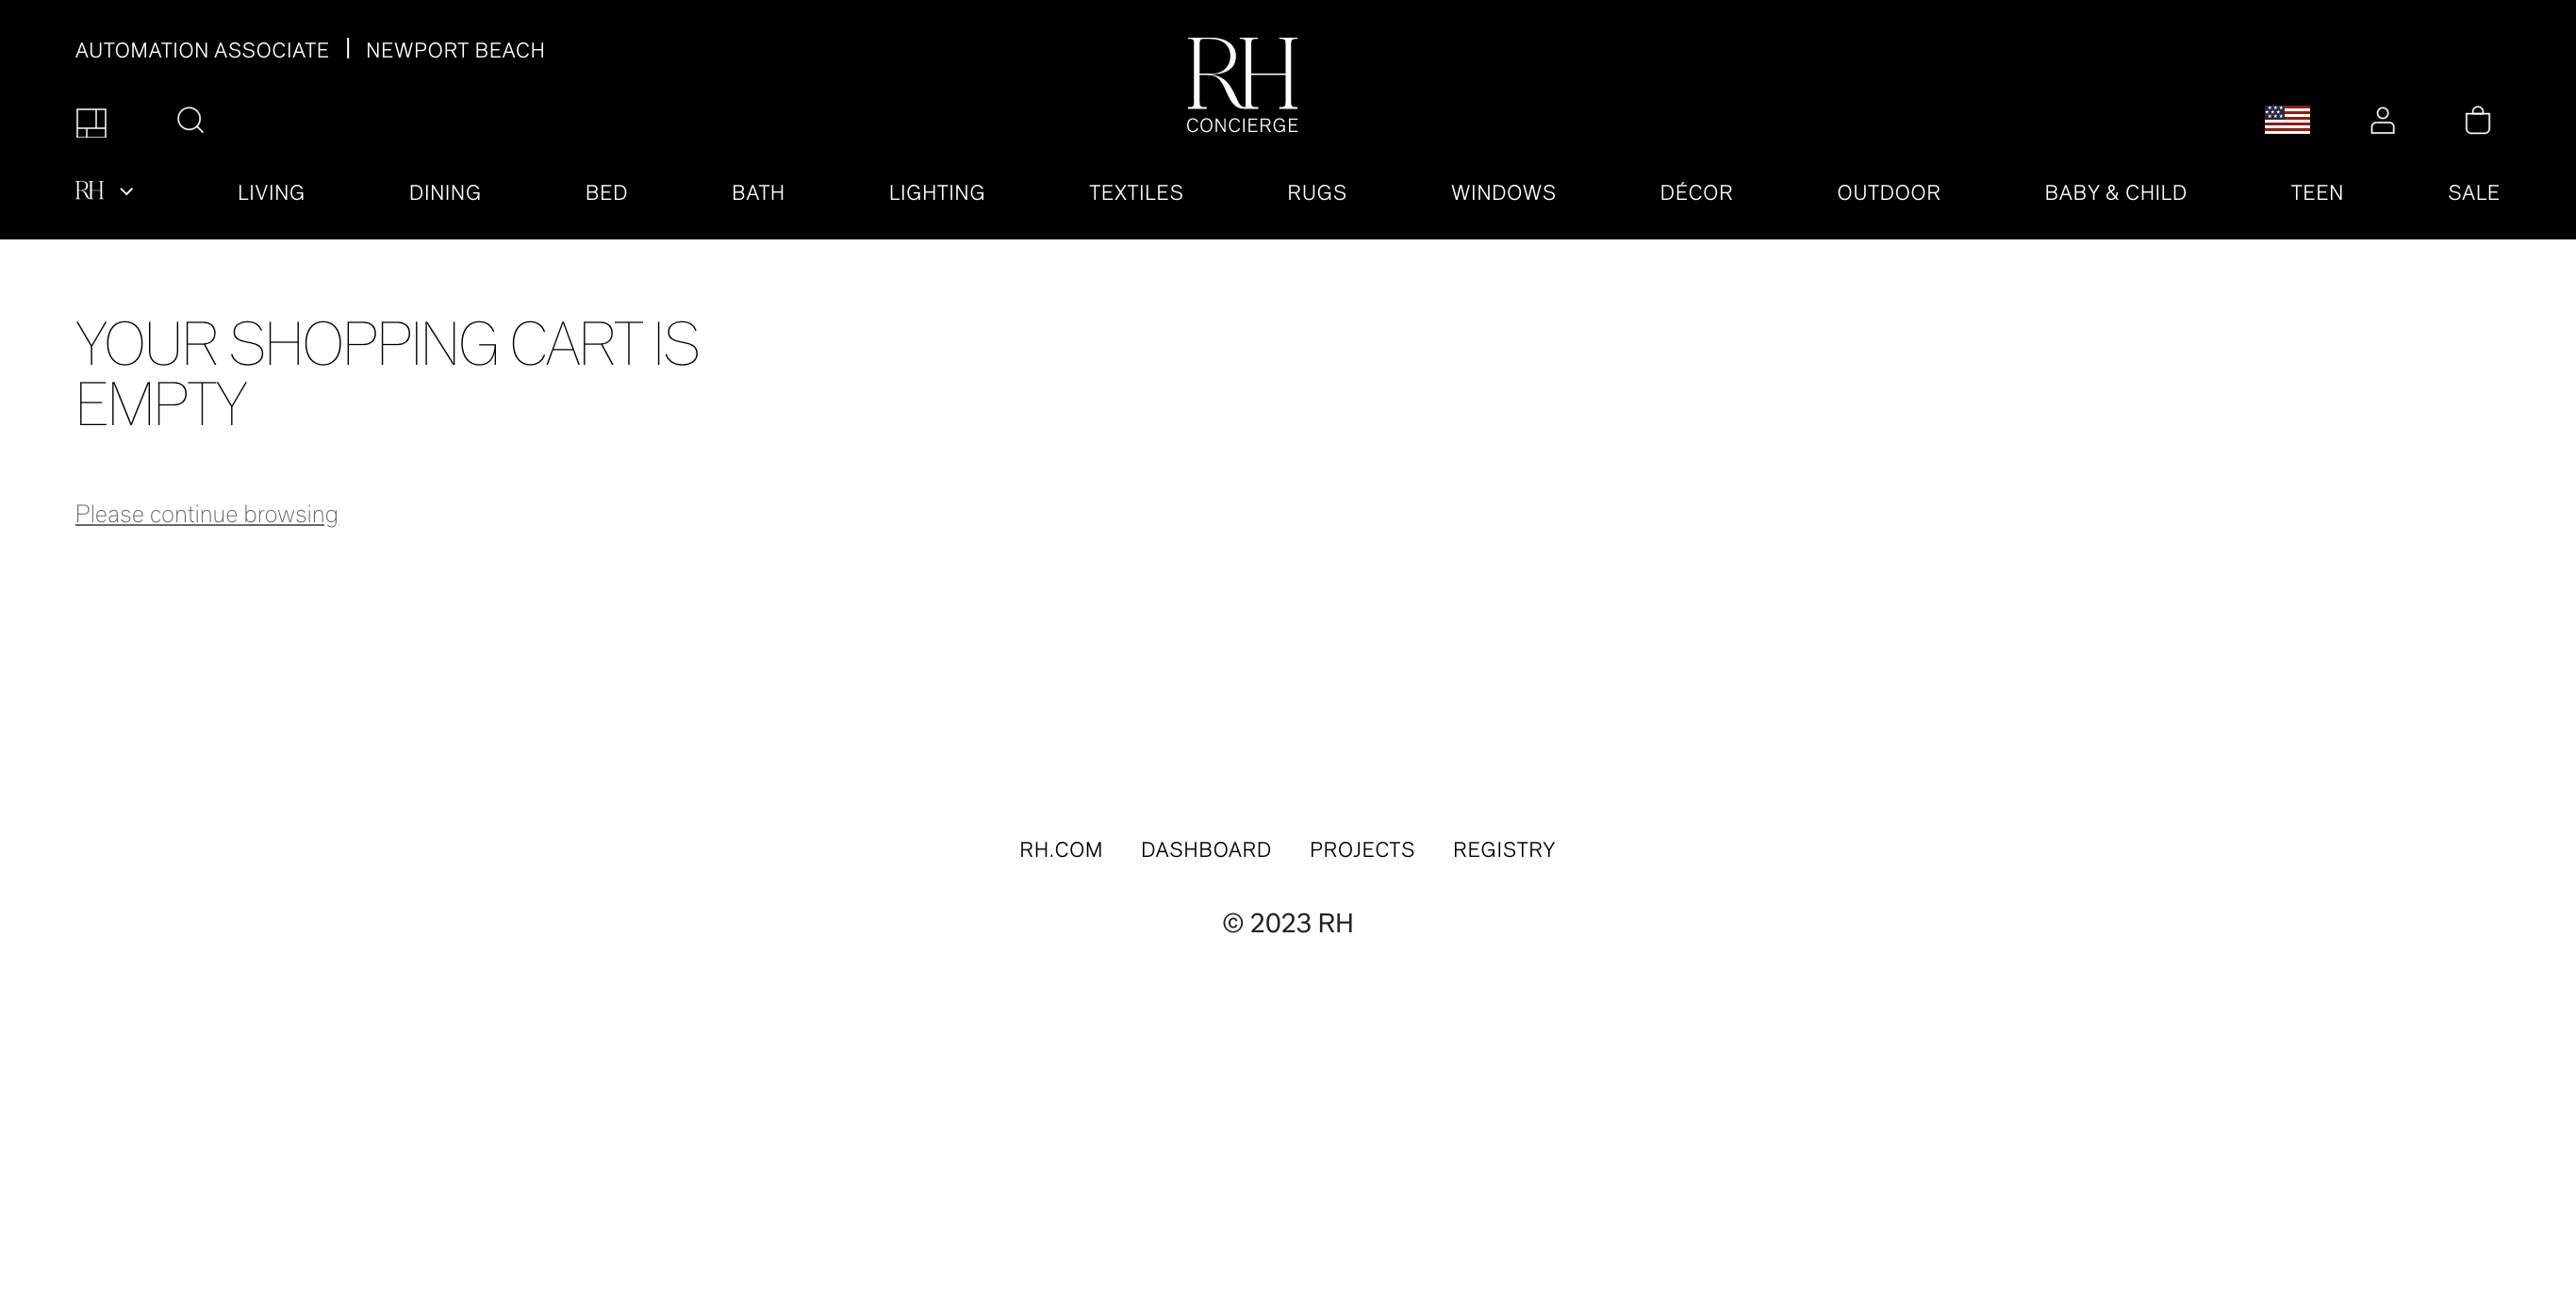 AUTOMATION ASSOCIATE | NEWPORT BEACH
RH
CONCIERGE
RH LIVING DINING BED BATH LIGHTING TEXTILES RUGS WINDOWS DÉCOR OUTDOOR BABY & CHILD TEEN SALE
YOUR SHOPPING CART IS
EMPTY
Please continue browsing
RH.COM DASHBOARD PROJECTS REGISTRY
© 2023 RH